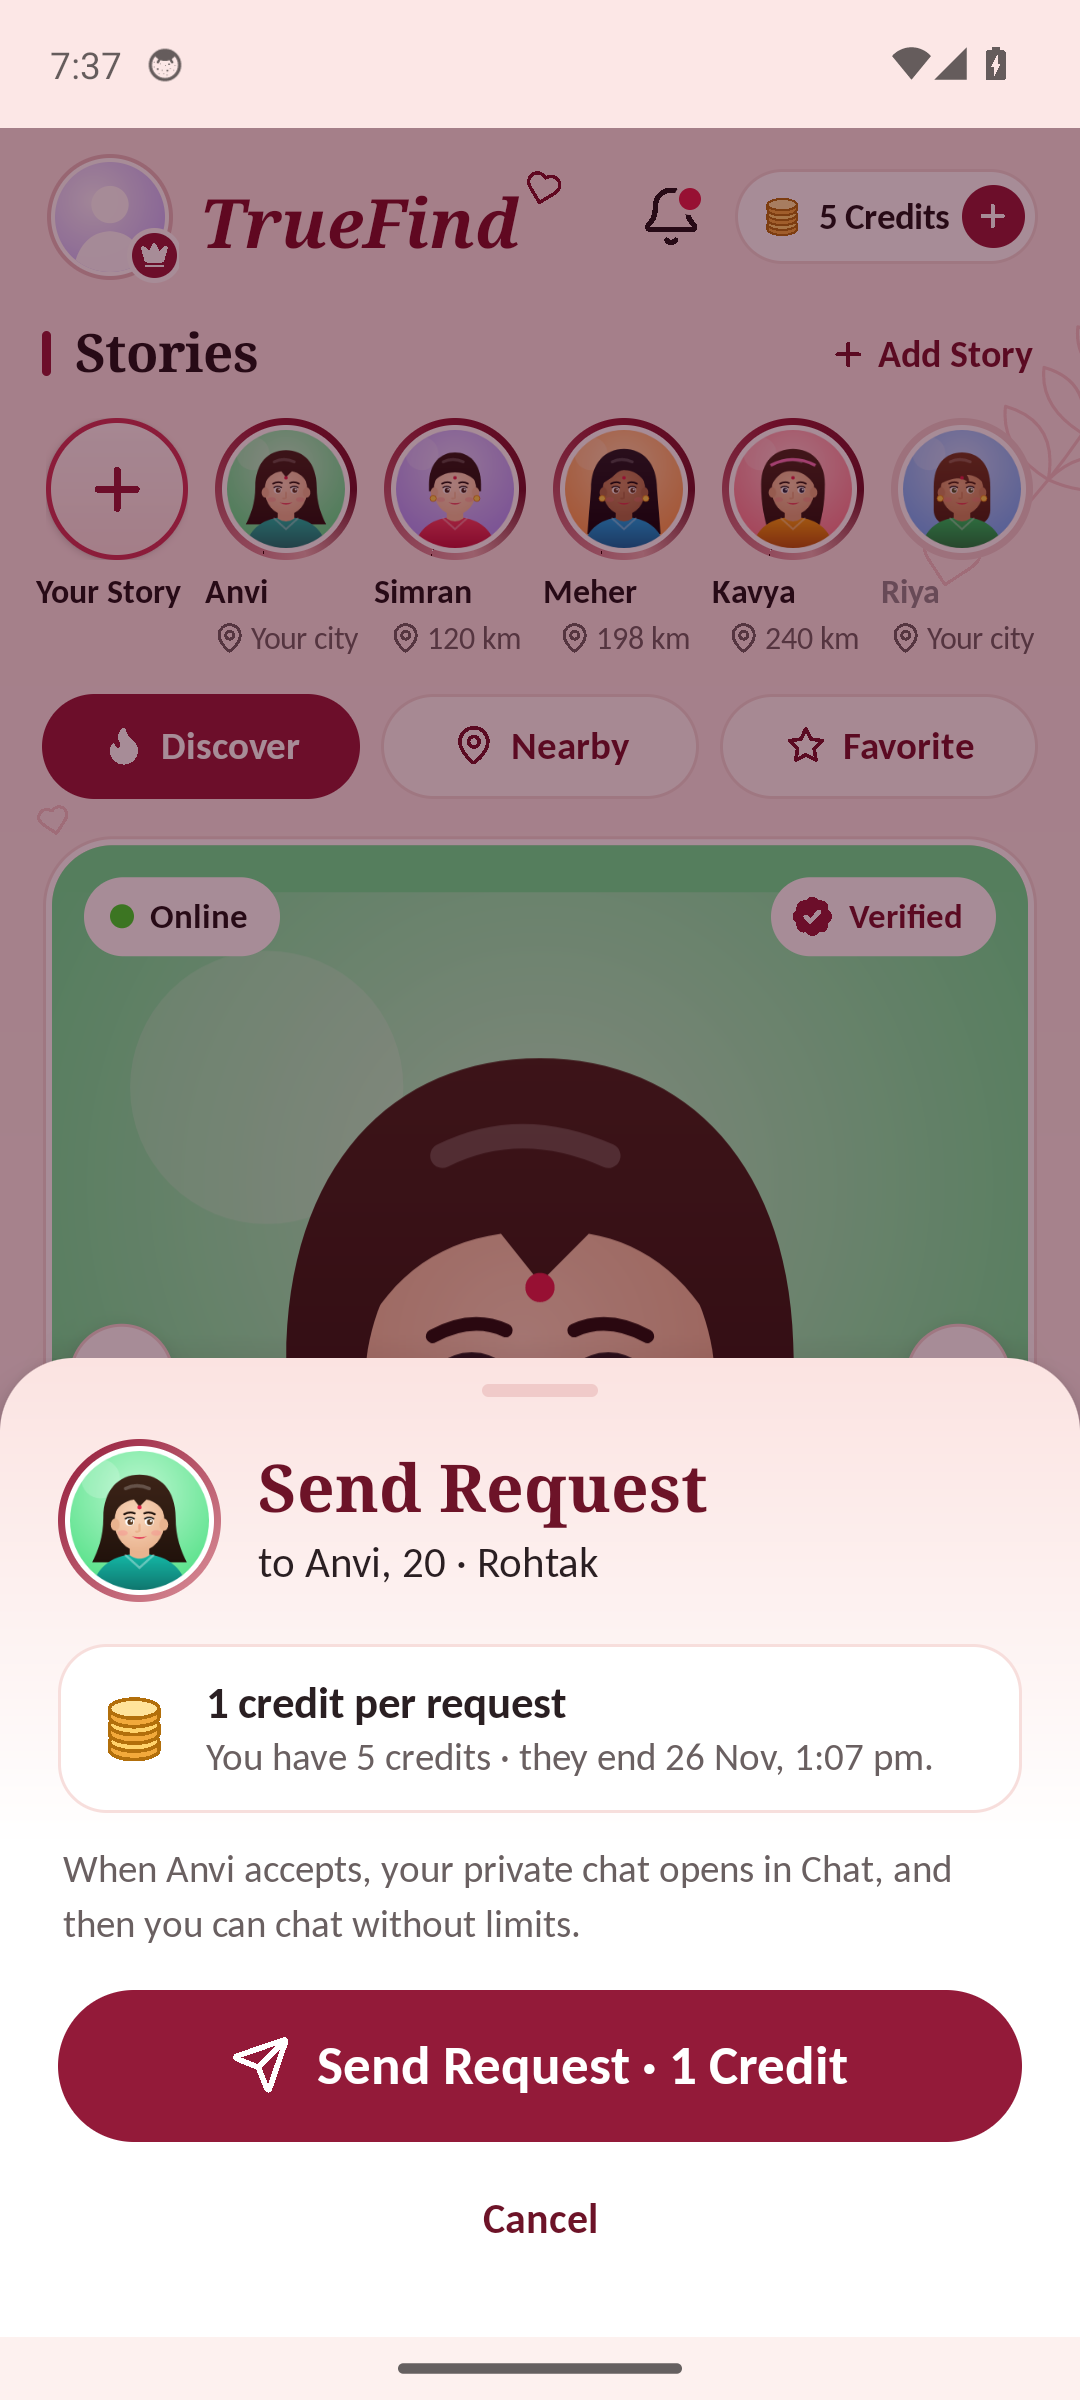 7:37
TrueFind
5 Credits
Stories
Add Story
Your Story
Anvi
Simran
Meher
Kavya
Riya
Your city
120 km
198 km
240 km
Your city
Discover
Nearby
Favorite
Online
Verified
Send Request
to Anvi, 20 · Rohtak
1 credit per request
You have 5 credits · they end 26 Nov, 1:07 pm.
When Anvi accepts, your private chat opens in Chat, and
then you can chat without limits.
Send Request · 1 Credit
Cancel